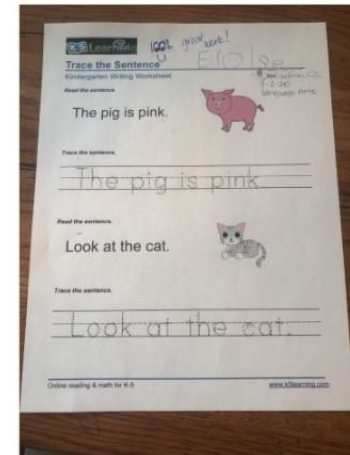 K5 Learning 100% great work!
Trace the Sentence
Kindergarten Writing Worksheet
Language Arts
Read the sentence.
The pig is pink.
Trace the sentence.
The pig is pink.
Read the sentence.
Look at the cat.
Trace the sentence.
Look at the cat.
Online reading & math for K-5 www.k5learning.com